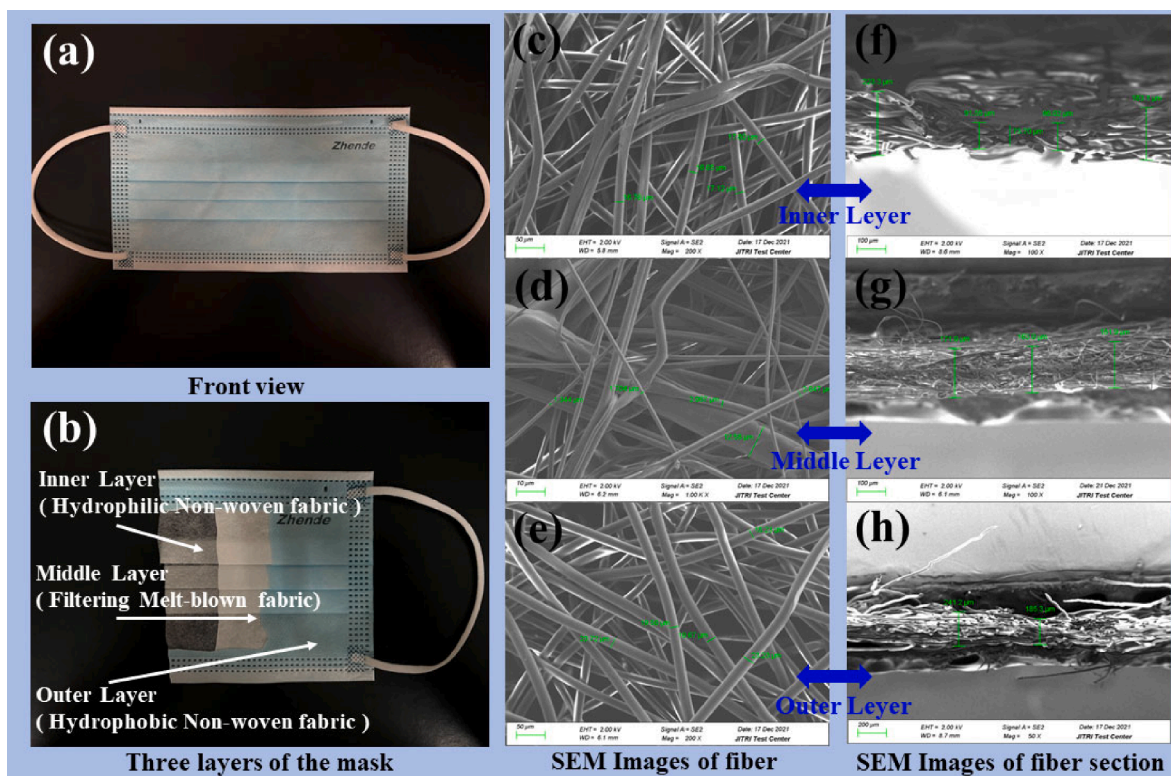 (a)
Zhende
Front view
(b)
Zhende
Inner Layer
( Hydrophilic Non-woven fabric )
Middle Layer
( Filtering Melt-blown fabric)
Outer Layer
( Hydrophobic Non-woven fabric )
Three layers of the mask
(c)
50 µm
EHT = 2.00 kV
WD = 5.8 mm
Signal A = SE2
Mag = 200 X
Date: 17 Dec 2021
JITRI Test Center
(d)
10 µm
EHT = 2.00 kV
WD = 6.2 mm
Signal A = SE2
Mag = 1.00 K X
Date: 17 Dec 2021
JITRI Test Center
(e)
50 µm
EHT = 2.00 kV
WD = 6.1 mm
Signal A = SE2
Mag = 200 X
Date: 17 Dec 2021
JITRI Test Center
SEM Images of fiber
Inner Leyer
Middle Leyer
Outer Leyer
(f)
100 µm
EHT = 2.00 kV
WD = 8.6 mm
Signal A = SE2
Mag = 100 X
Date: 17 Dec 2021
JITRI Test Center
(g)
100 µm
EHT = 2.00 kV
WD = 6.1 mm
Signal A = SE2
Mag = 100 X
Date: 21 Dec 2021
JITRI Test Center
(h)
200 µm
EHT = 2.00 kV
WD = 8.7 mm
Signal A = SE2
Mag = 50 X
Date: 17 Dec 2021
JITRI Test Center
SEM Images of fiber section